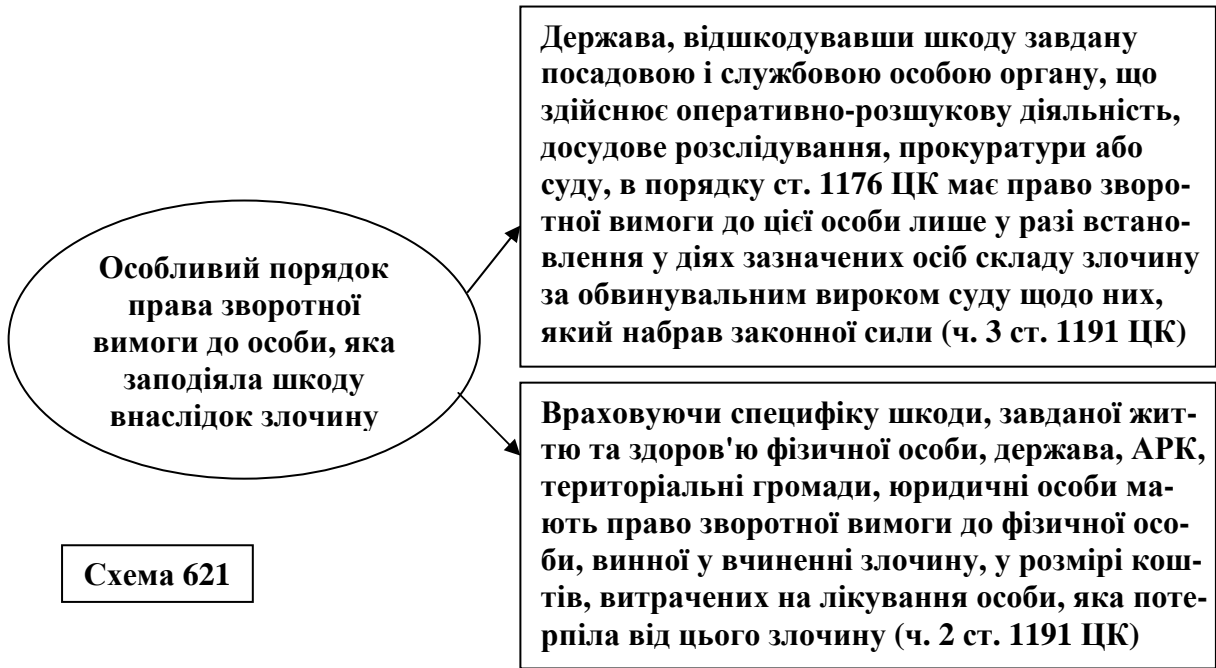 Держава, відшкодувавши шкоду завдану
посадовою і службовою особою органу, що
здійснює оперативно-розшукову діяльність,
досудове розслідування, прокуратури або
суду, в порядку ст. 1176 ЦК має право зворо-
тної вимоги до цієї особи лише у разі встано-
влення у діях зазначених осіб складу злочину
за обвинувальним вироком суду щодо них,
який набрав законної сили (ч. 3 ст. 1191 ЦК)
Особливий порядок
права зворотної
вимоги до особи, яка
заподіяла шкоду
внаслідок злочину
Враховуючи специфіку шкоди, завданої жит-
тю та здоров'ю фізичної особи, держава, АРК,
територіальні громади, юридичні особи ма-
ють право зворотної вимоги до фізичної осо-
би, винної у вчиненні злочину, у розмірі кош-
тів, витрачених на лікування особи, яка поте-
рпіла від цього злочину (ч. 2 ст. 1191 ЦК)
Схема 621